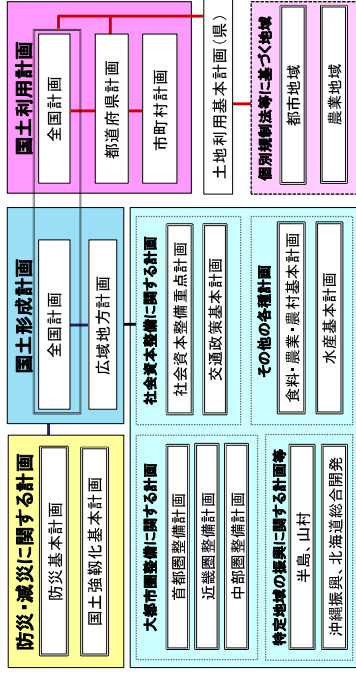 防災・減災に関する計画
防災基本計画
国土強靱化基本計画
国土形成計画
全国計画
広域地方計画
国土利用計画
全国計画
都道府県計画
市町村計画
土地利用基本計画(県)
大都市圏整備に関する計画
首都圏整備計画
近畿圏整備計画
中部圏整備計画
社会資本整備に関する計画
社会資本整備重点計画
交通政策基本計画
個別規制法等に基づく地域
都市地域
農業地域
特定地域の振興に関する計画等
半島、山村
沖縄振興、北海道総合開発
その他の各種計画
食料・農業・農村基本計画
水産基本計画